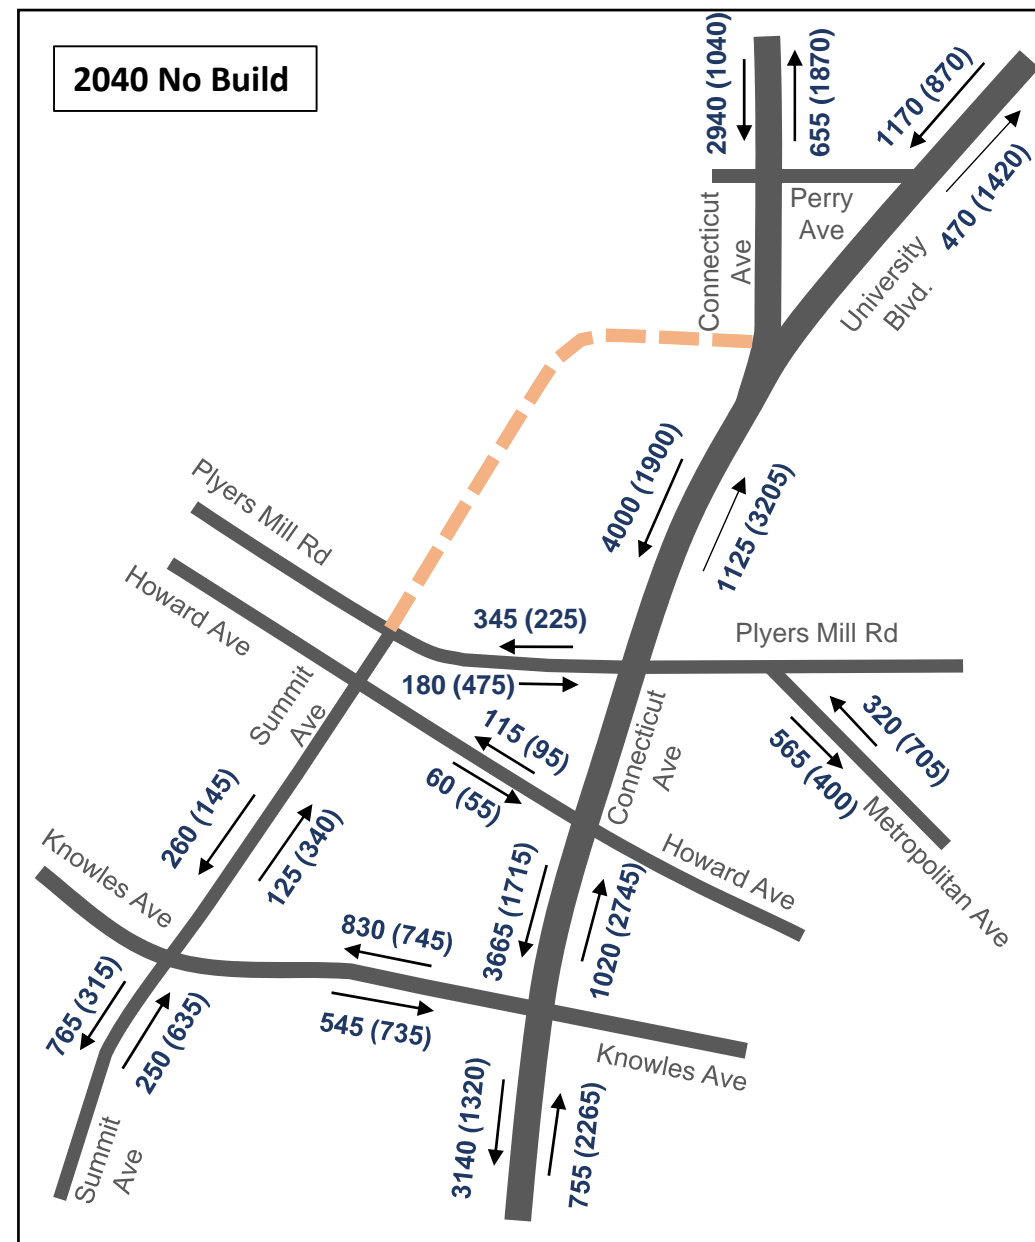 2040 No Build
2940 (1040)
655 (1870)
1170 (870)
470 (1420)
Connecticut
Ave
Perry
Ave
University
Blvd.
4000 (1900)
1125 (3205)
Plyers Mill Rd
Howard Ave
345 (225)
Plyers Mill Rd
180 (475)
Summit
Ave
115 (95)
60 (55)
Connecticut
Ave
320 (705)
565 (400)
Metropolitan Ave
260 (145)
125 (340)
Knowles Ave
Howard Ave
830 (745)
3665 (1715)
1020 (2745)
765 (315)
250 (635)
545 (735)
Knowles Ave
3140 (1320)
755 (2265)
Summit
Ave